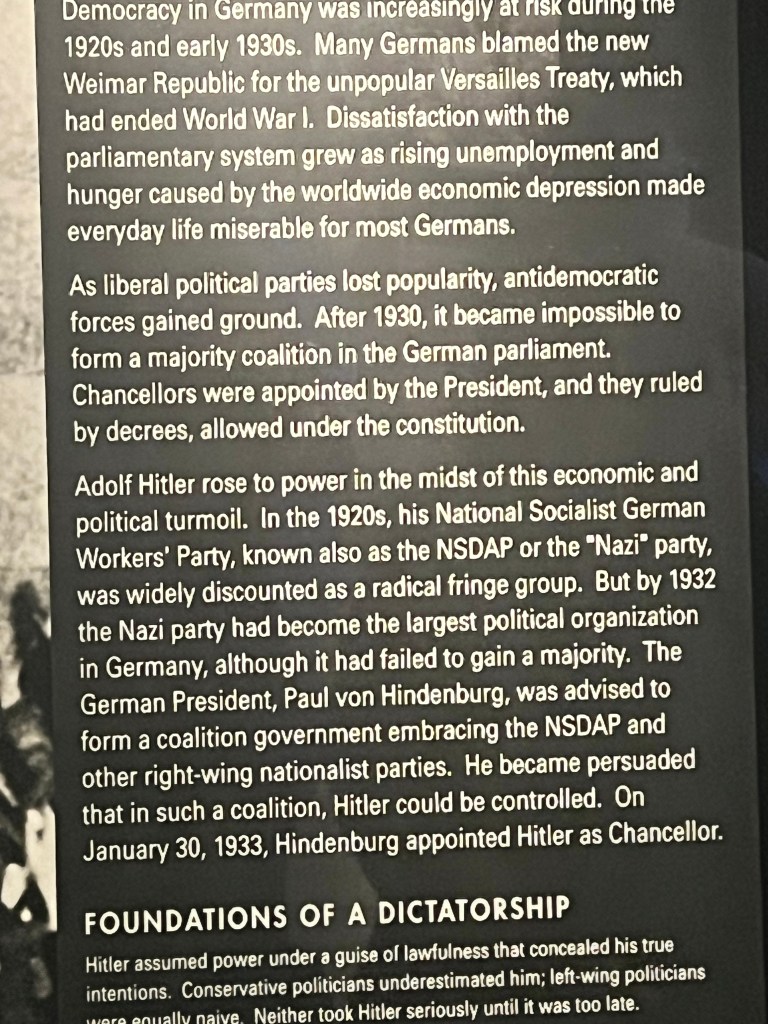 Democracy in Germany was increasingly at risk during the
1920s and early 1930s. Many Germans blamed the new
Weimar Republic for the unpopular Versailles Treaty, which
had ended World War I. Dissatisfaction with the
parliamentary system grew as rising unemployment and
hunger caused by the worldwide economic depression made
everyday life miserable for most Germans.
As liberal political parties lost popularity, antidemocratic
forces gained ground. After 1930, it became impossible to
form a majority coalition in the German parliament.
Chancellors were appointed by the President, and they ruled
by decrees, allowed under the constitution.
Adolf Hitler rose to power in the midst of this economic and
political turmoil. In the 1920s, his National Socialist German
Workers' Party, known also as the NSDAP or the "Nazi" party,
was widely discounted as a radical fringe group. But by 1932
the Nazi party had become the largest political organization
in Germany, although it had failed to gain a majority. The
German President, Paul von Hindenburg, was advised to
form a coalition government embracing the NSDAP and
other right-wing nationalist parties. He became persuaded
that in such a coalition, Hitler could be controlled. On
January 30, 1933, Hindenburg appointed Hitler as Chancellor.
FOUNDATIONS OF A DICTATORSHIP
Hitler assumed power under a guise of lawfulness that concealed his true
intentions. Conservative politicians underestimated him; left-wing politicians
were equally naive. Neither took Hitler seriously until it was too late.